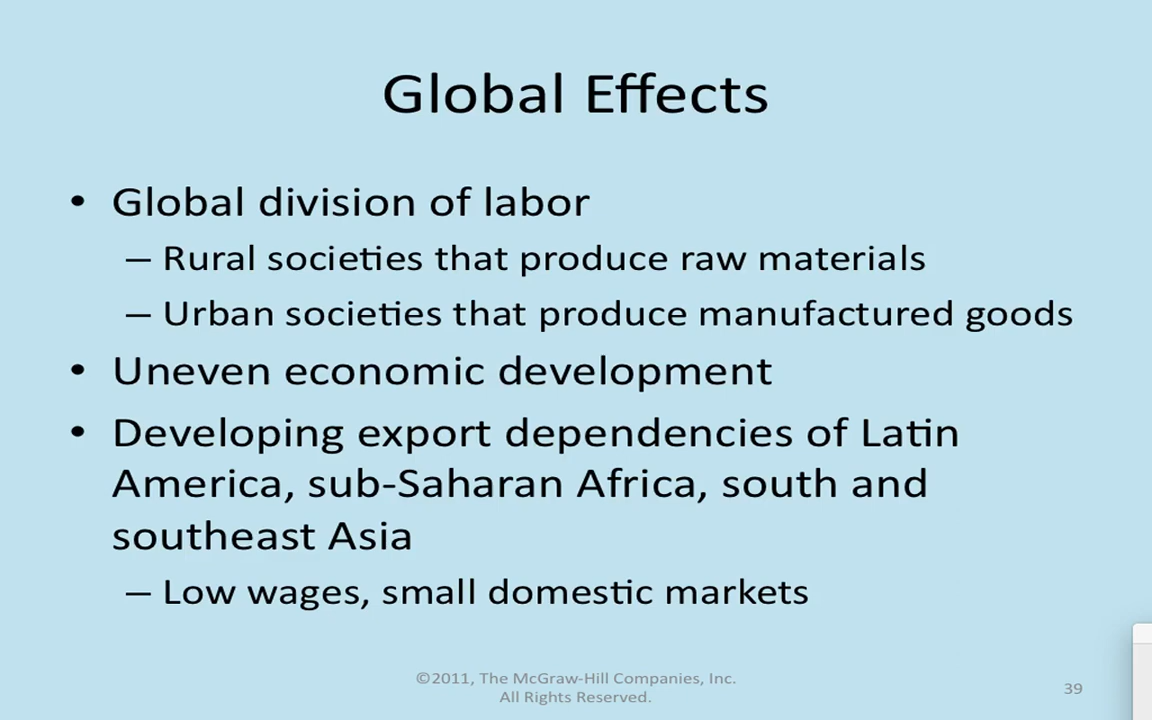 Global Effects
• Global division of labor
– Rural societies that produce raw materials
– Urban societies that produce manufactured goods
• Uneven economic development
• Developing export dependencies of Latin
America, sub-Saharan Africa, south and
southeast Asia
– Low wages, small domestic markets
©2011, The McGraw-Hill Companies, Inc.
All Rights Reserved.
39